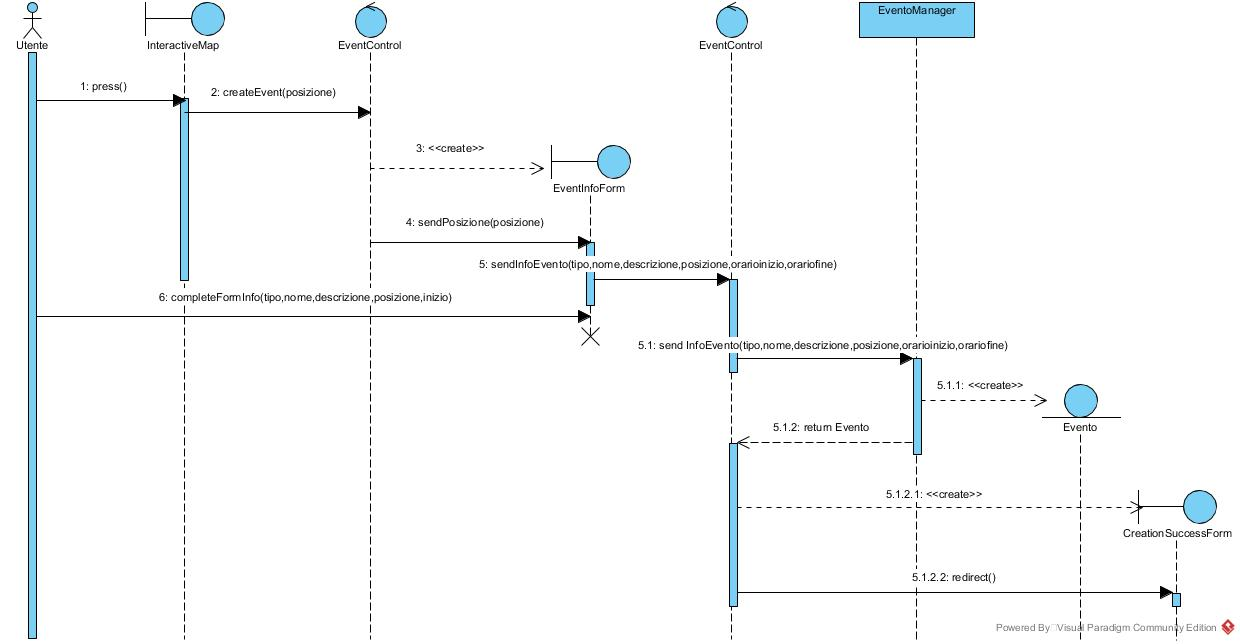 EventoManager
Utente
InteractiveMap
EventControl
EventControl
1: press()
2: createEvent(posizione)
3: <<create>>
EventInfoForm
4: sendPosizione(posizione)
5: sendInfoEvento(tipo,nome,descrizione,posizione,orarioinizio,orariofine)
6: completeFormInfo(tipo,nome,descrizione,posizione,inizio)
5.1: send InfoEvento(tipo,nome,descrizione,posizione,orarioinizio,orariofine)
5.1.1: <<create>>
5.1.2: return Evento
Evento
5.1.2.1: <<create>>
CreationSuccessForm
5.1.2.2: redirect()
Powered By Visual Paradigm Community Edition